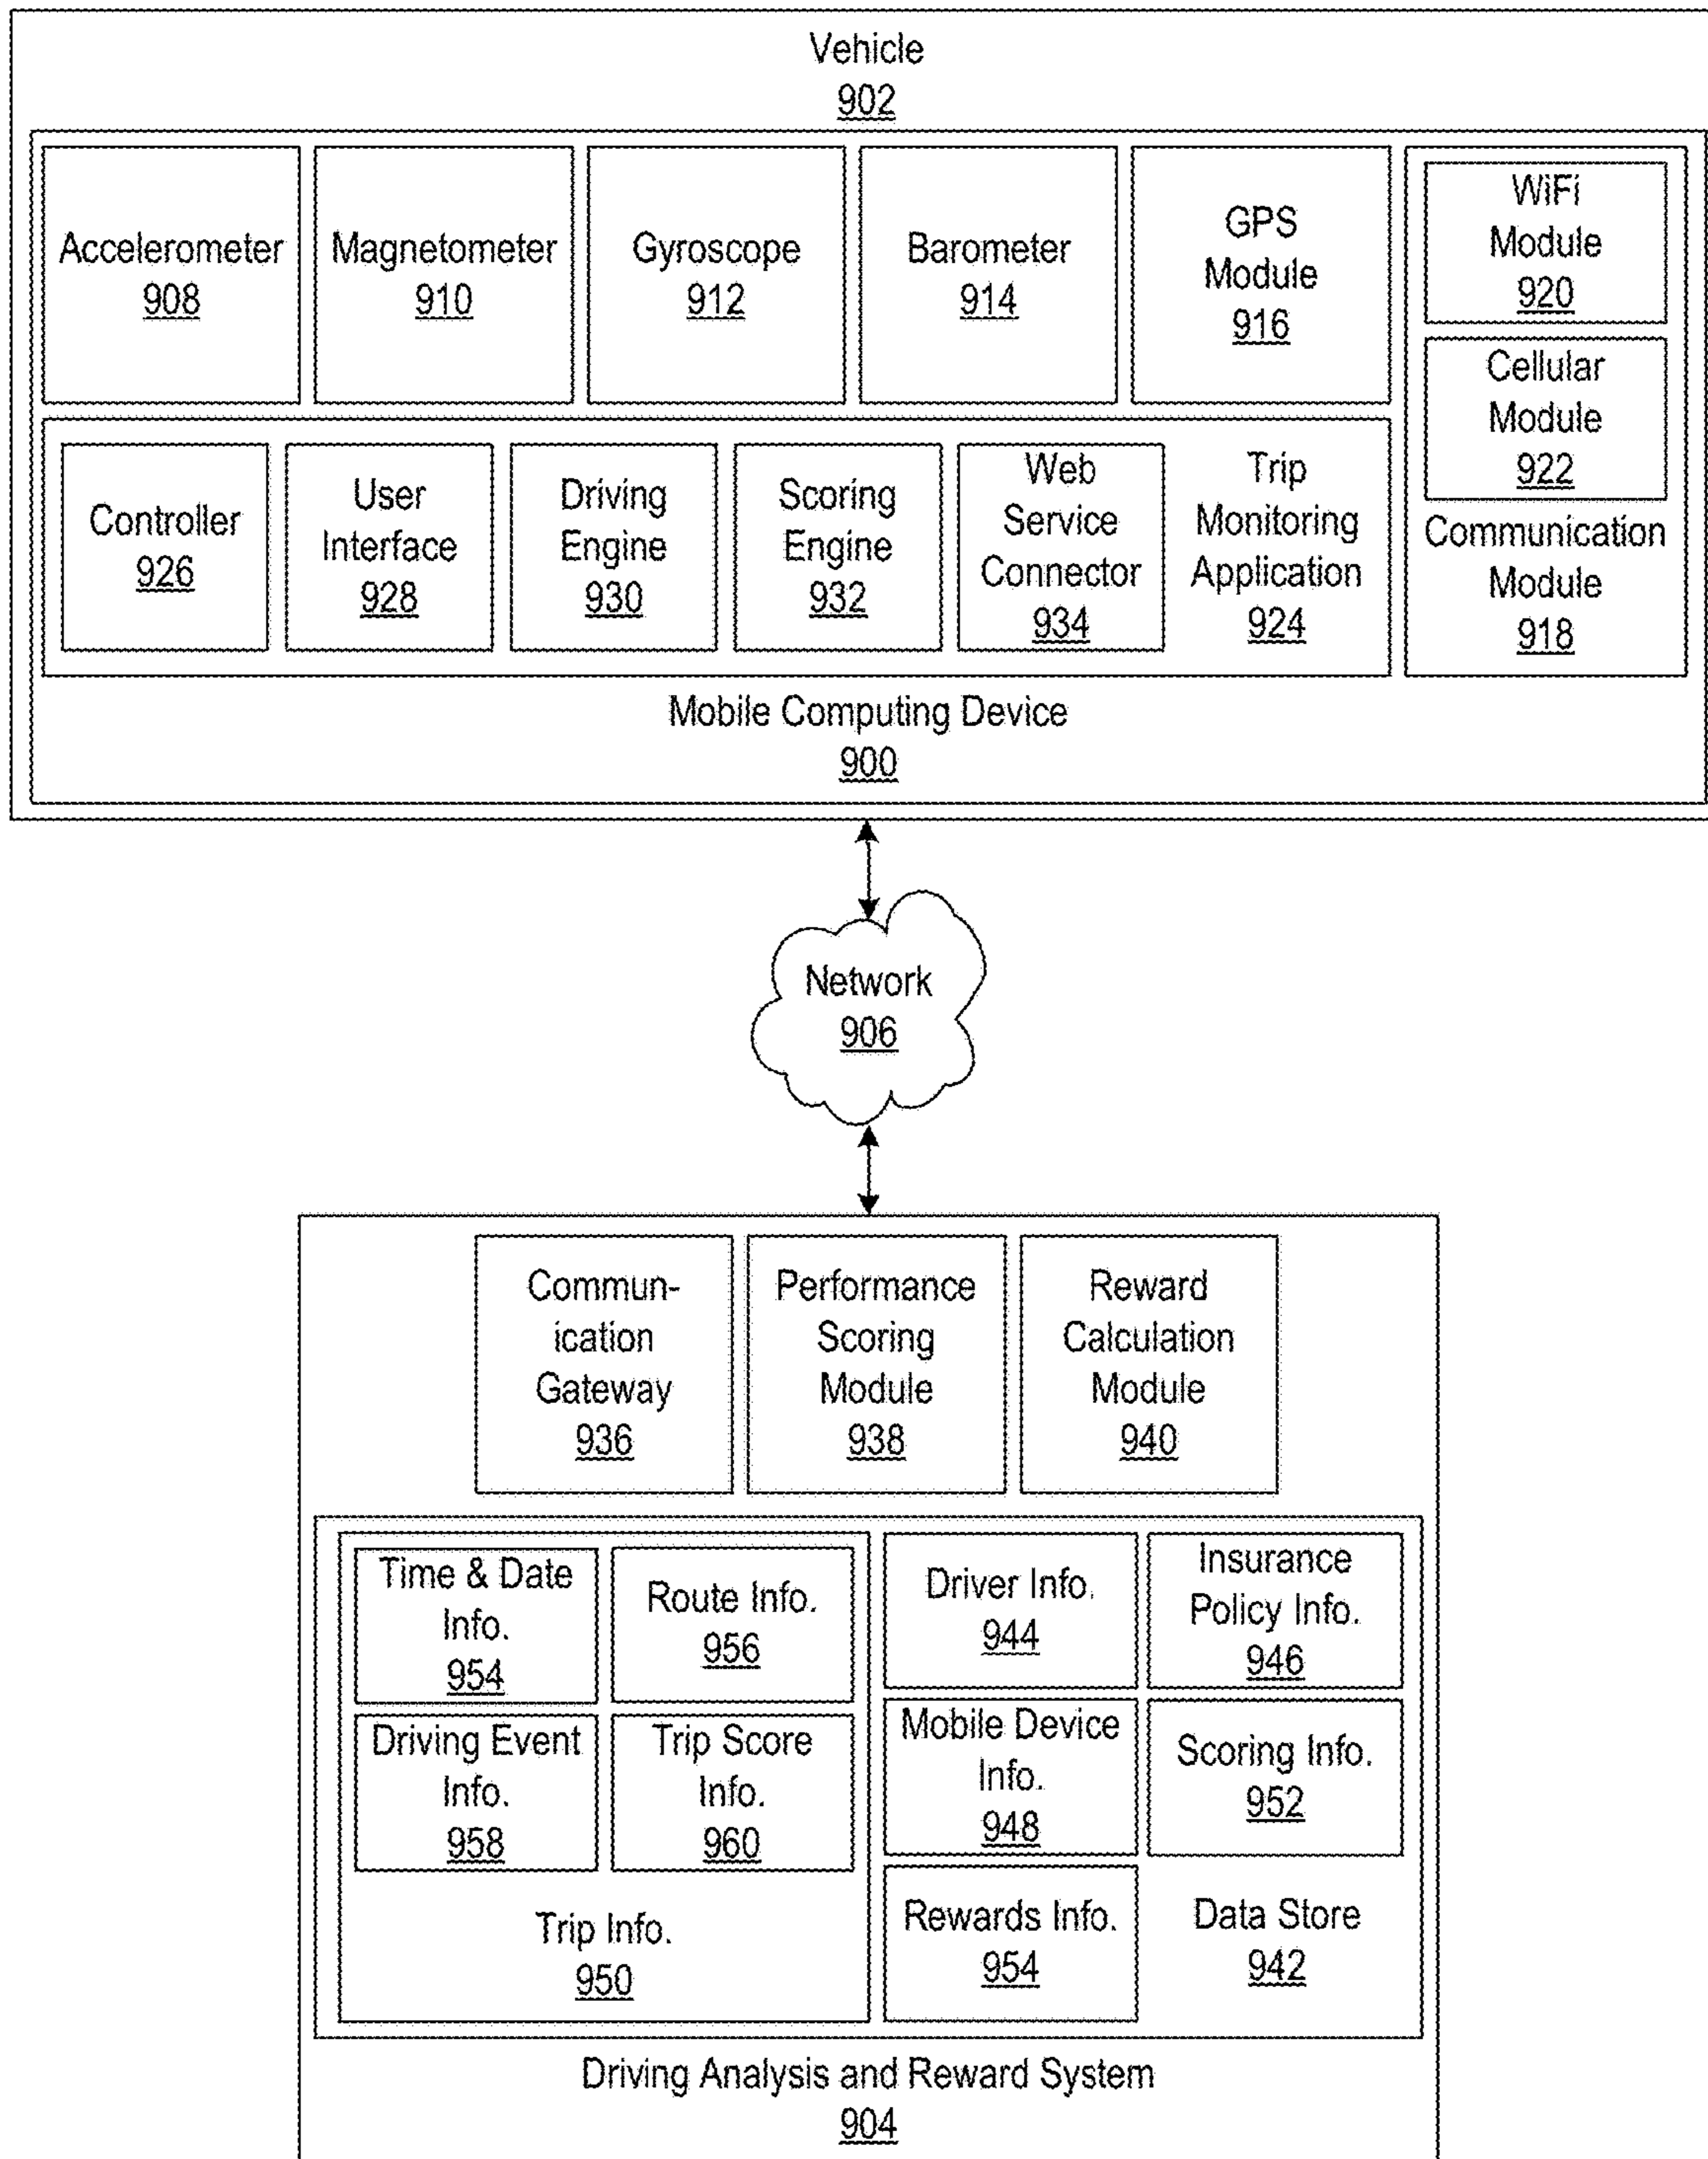 Vehicle
902
Accelerometer
908
Magnetometer
910
Gyroscope
912
Barometer
914
GPS
Module
916
WiFi
Module
920
Cellular
Module
922
Communication
Module
918
Controller
926
User
Interface
928
Driving
Engine
930
Scoring
Engine
932
Web
Service
Connector
934
Trip
Monitoring
Application
924
Mobile Computing Device
900
Network
906
Commun-
ication
Gateway
936
Performance
Scoring
Module
938
Reward
Calculation
Module
940
Time & Date
Info.
954
Route Info.
956
Driving Event
Info.
958
Trip Score
Info.
960
Trip Info.
950
Driver Info.
944
Insurance
Policy Info.
946
Mobile Device
Info.
948
Scoring Info.
952
Rewards Info.
954
Data Store
942
Driving Analysis and Reward System
904